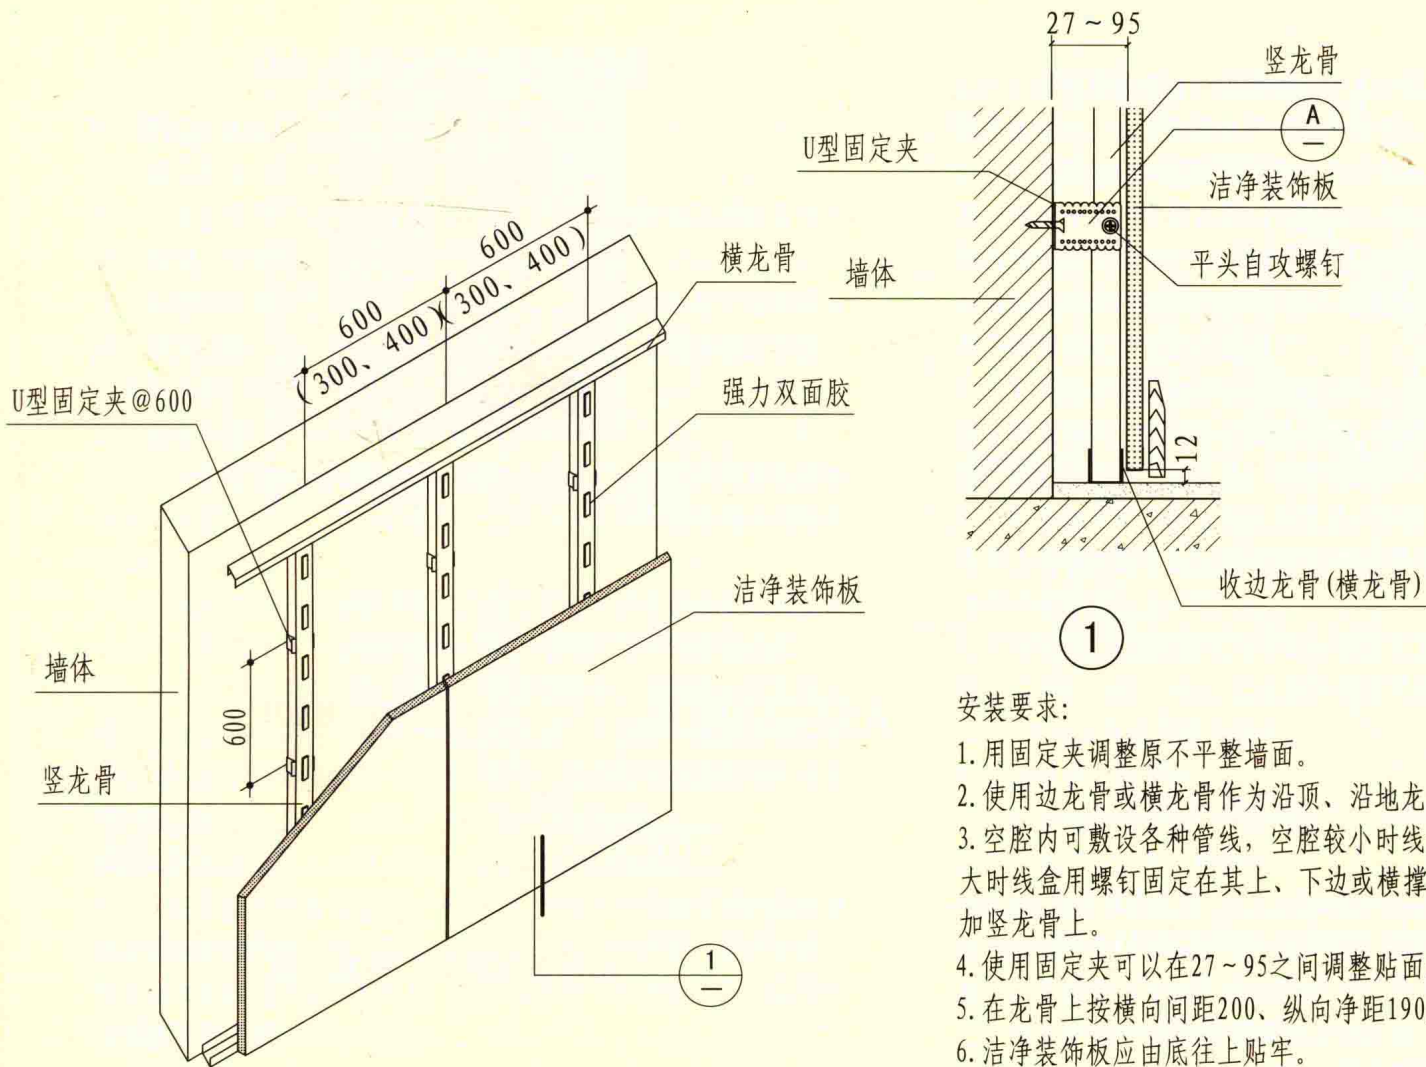 600
(300、400)
600
(300、400)
横龙骨
U型固定夹@600
强力双面胶
洁净装饰板
墙体
600
竖龙骨
1
—
27～95
竖龙骨
A
—
U型固定夹
洁净装饰板
平头自攻螺钉
墙体
12
收边龙骨(横龙骨)
1
安装要求:
1.用固定夹调整原不平整墙面。
2.使用边龙骨或横龙骨作为沿顶、沿地龙
3.空腔内可敷设各种管线，空腔较小时线
大时线盒用螺钉固定在其上、下边或横撑
加竖龙骨上。
4.使用固定夹可以在27～95之间调整贴面
5.在龙骨上按横向间距200、纵向净距190
6.洁净装饰板应由底往上贴牢。